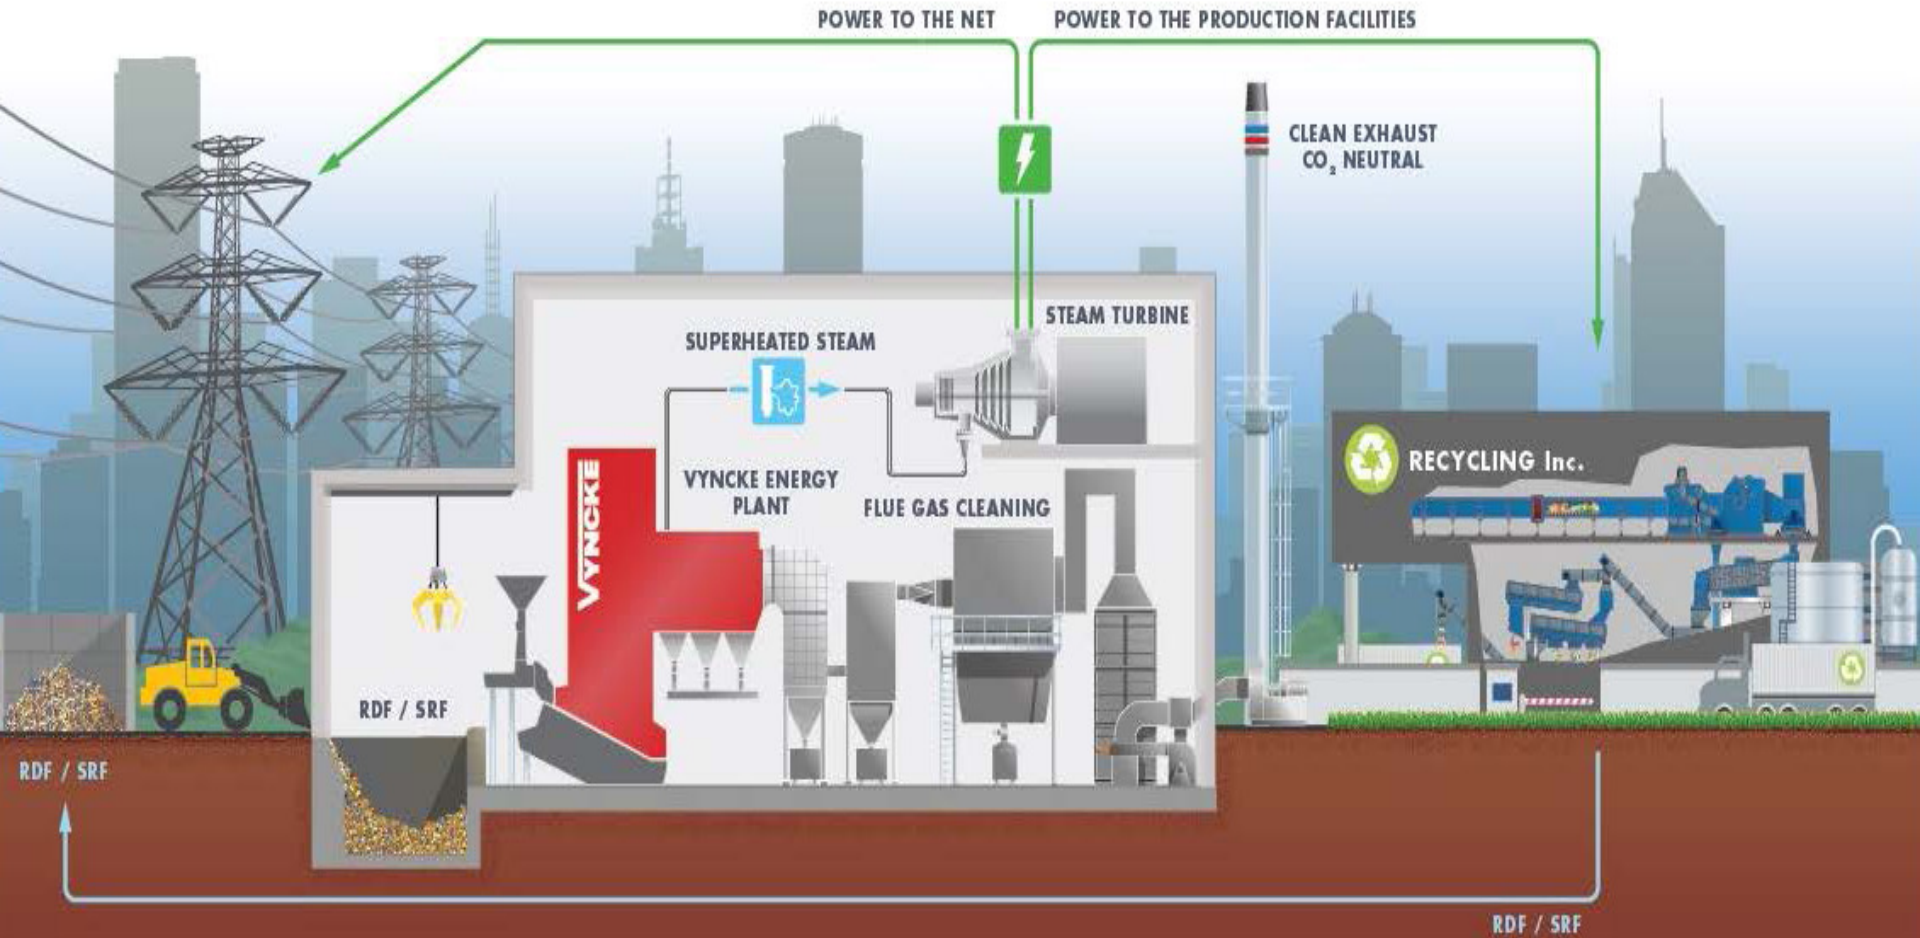 POWER TO THE NET
POWER TO THE PRODUCTION FACILITIES
CLEAN EXHAUST
CO₂ NEUTRAL
STEAM TURBINE
SUPERHEATED STEAM
VYNCKE
VYNCKE ENERGY
PLANT
FLUE GAS CLEANING
RECYCLING Inc.
RDF / SRF
RDF / SRF
RDF / SRF